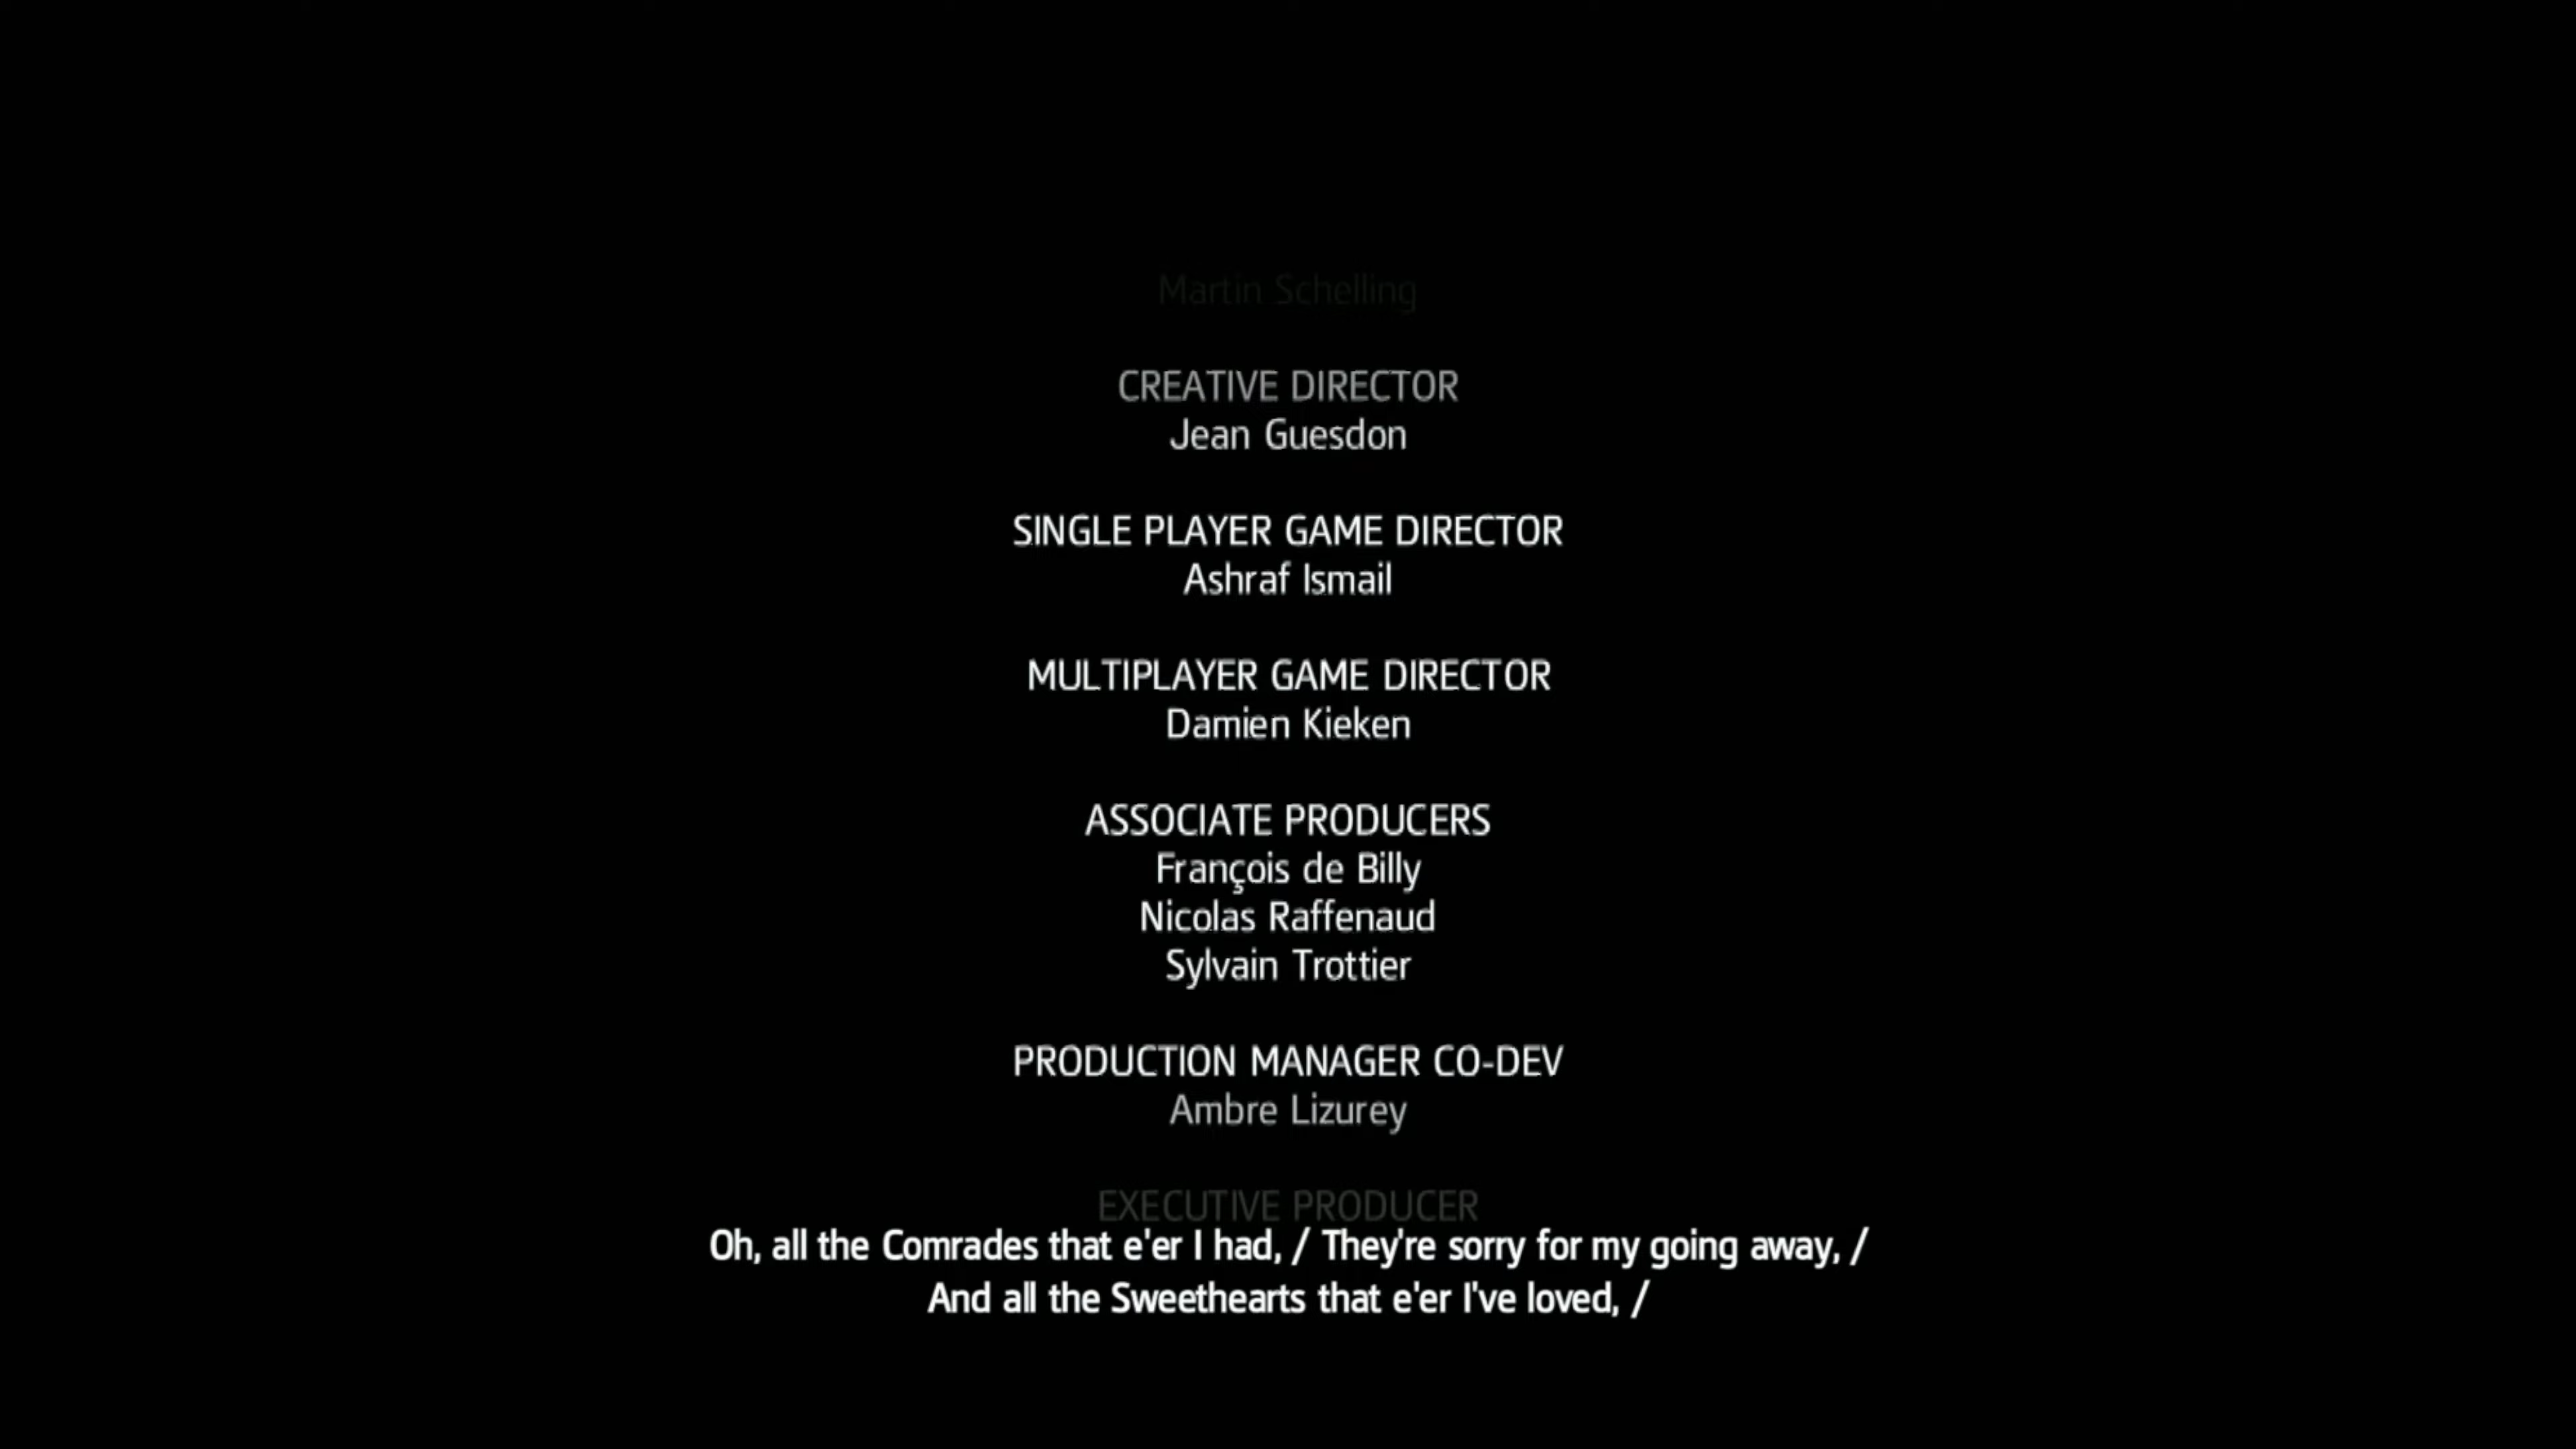 Martin Schelling
CREATIVE DIRECTOR
Jean Guesdon
SINGLE PLAYER GAME DIRECTOR
Ashraf Ismail
MULTIPLAYER GAME DIRECTOR
Damien Kieken
ASSOCIATE PRODUCERS
François de Billy
Nicolas Raffenaud
Sylvain Trottier
PRODUCTION MANAGER CO-DEV
Ambre Lizurey
EXECUTIVE PRODUCER
Oh, all the Comrades that e'er I had, / They're sorry for my going away, /
And all the Sweethearts that e'er I've loved, /